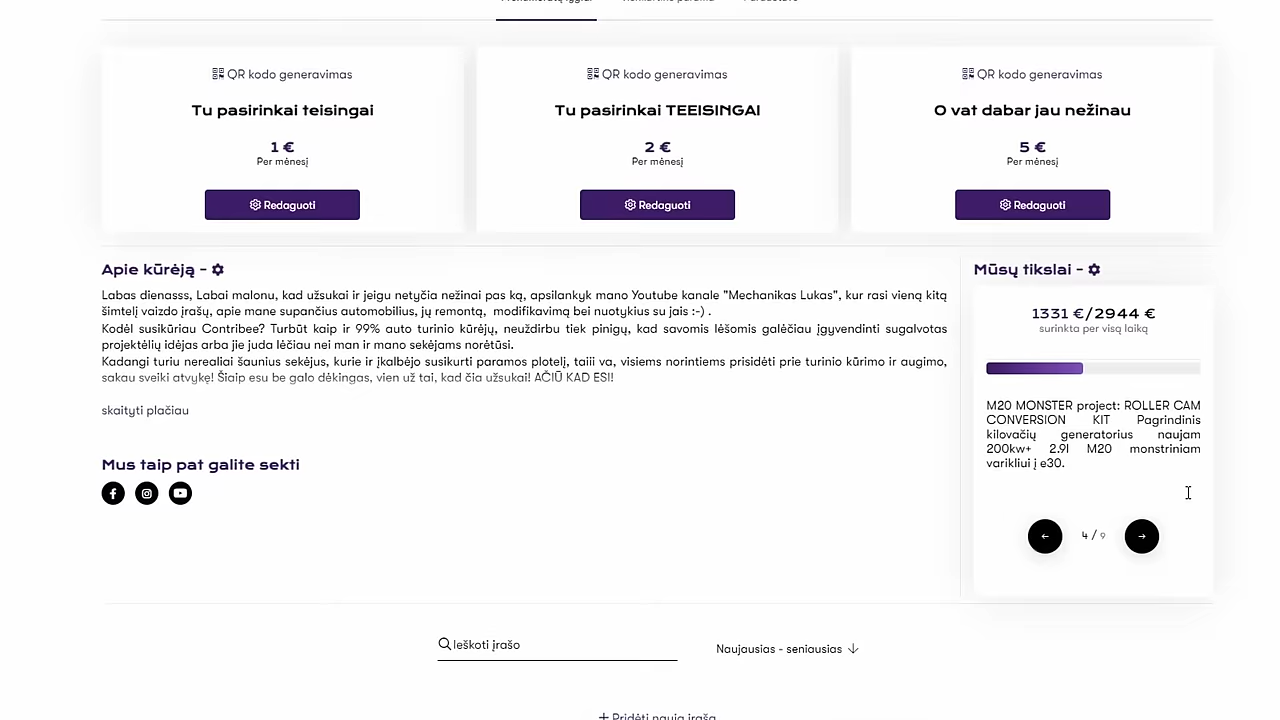 QR kodo generavimas
Tu pasirinkai teisingai
1 €
Per mėnesį
Redaguoti
QR kodo generavimas
Tu pasirinkai TEEISINGAI
2 €
Per mėnesį
Redaguoti
QR kodo generavimas
O vat dabar jau nežinau
5 €
Per mėnesį
Redaguoti
Apie kūrėją -
Labas dienasss, Labai malonu, kad užsukai ir jeigu netyčia nežinai pas ką, apsilankyk mano Youtube kanale "Mechanikas Lukas", kur rasi vieną kitą
šimtelį vaizdo įrašų, apie mane supančius automobilius, jų remontą, modifikavimą bei nuotykius su jais :-) .
Kodėl susikūriau Contribee? Turbūt kaip ir 99% auto turinio kūrėjų, neuždirbu tiek pinigų, kad savomis lėšomis galėčiau įgyvendinti sugalvotas
projektėlių idėjas arba jie juda lėčiau nei man ir mano sekėjams norėtūsi.
Kadangi turiu nerealiai šaunius sekėjus, kurie ir įkalbėjo susikurti paramos plotelį, taiii va, visiems norintiems prisidėti prie turinio kūrimo ir augimo,
sakau sveiki atvykę! Šiaip esu be galo dėkingas, vien už tai, kad čia užsukai! AČIŪ KAD ESI!
skaityti plačiau
Mus taip pat galite sekti
Mūsų tikslai -
1331 €/2944 €
surinkta per visą laiką
M20 MONSTER project: ROLLER CAM
CONVERSION KIT Pagrindinis
kilovačių generatorius naujam
200kw+ 2.9l M20 monstriniam
varikliui į e30.
4 / 9
Ieškoti įrašo
Naujausias - seniausias
Pridėti naują įrašą